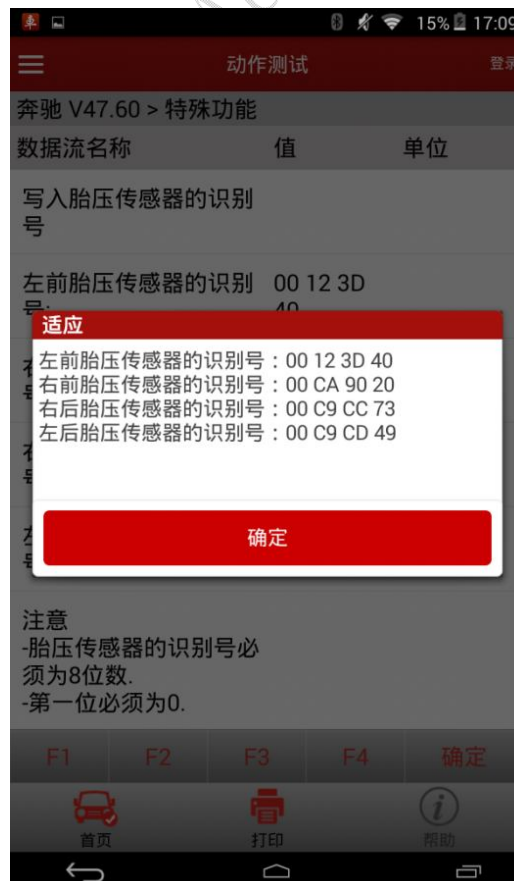 15% 17:09
动作测试
登录
奔驰 V47.60 > 特殊功能
数据流名称 值 单位
写入胎压传感器的识别
号
左前胎压传感器的识别 00 12 3D
适应
左前胎压传感器的识别号：00 12 3D 40
右前胎压传感器的识别号：00 CA 90 20
右后胎压传感器的识别号：00 C9 CC 73
左后胎压传感器的识别号：00 C9 CD 49
确定
注意
-胎压传感器的识别号必
须为8位数.
-第一位必须为0.
F1 F2 F3 F4 确定
首页 打印 帮助